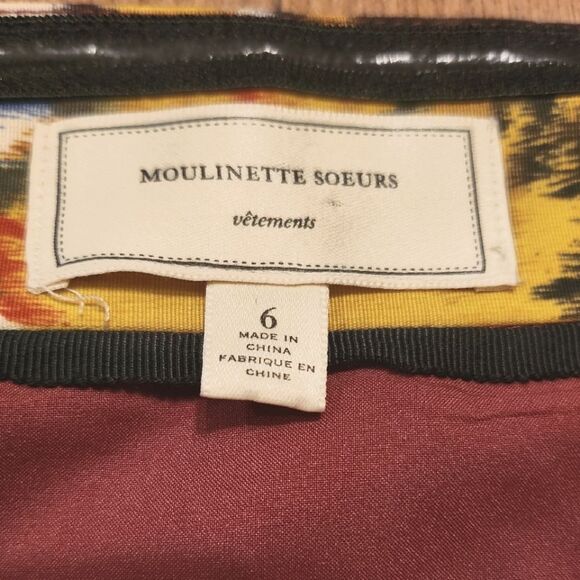 MOULINETTE SOEURS
vêtements
6
MADE IN
CHINA
FABRIQUE EN
CHINE